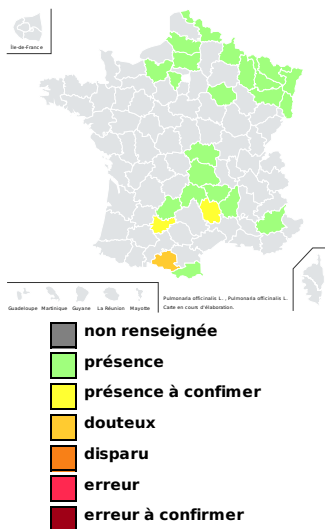 Île-de-France
Guadeloupe Martinique Guyane La Réunion Mayotte
Pulmonaria officinalis L. , Pulmonaria officinalis L.
Carte en cours d'élaboration.
non renseignée
présence
présence à confimer
douteux
disparu
erreur
erreur à confirmer